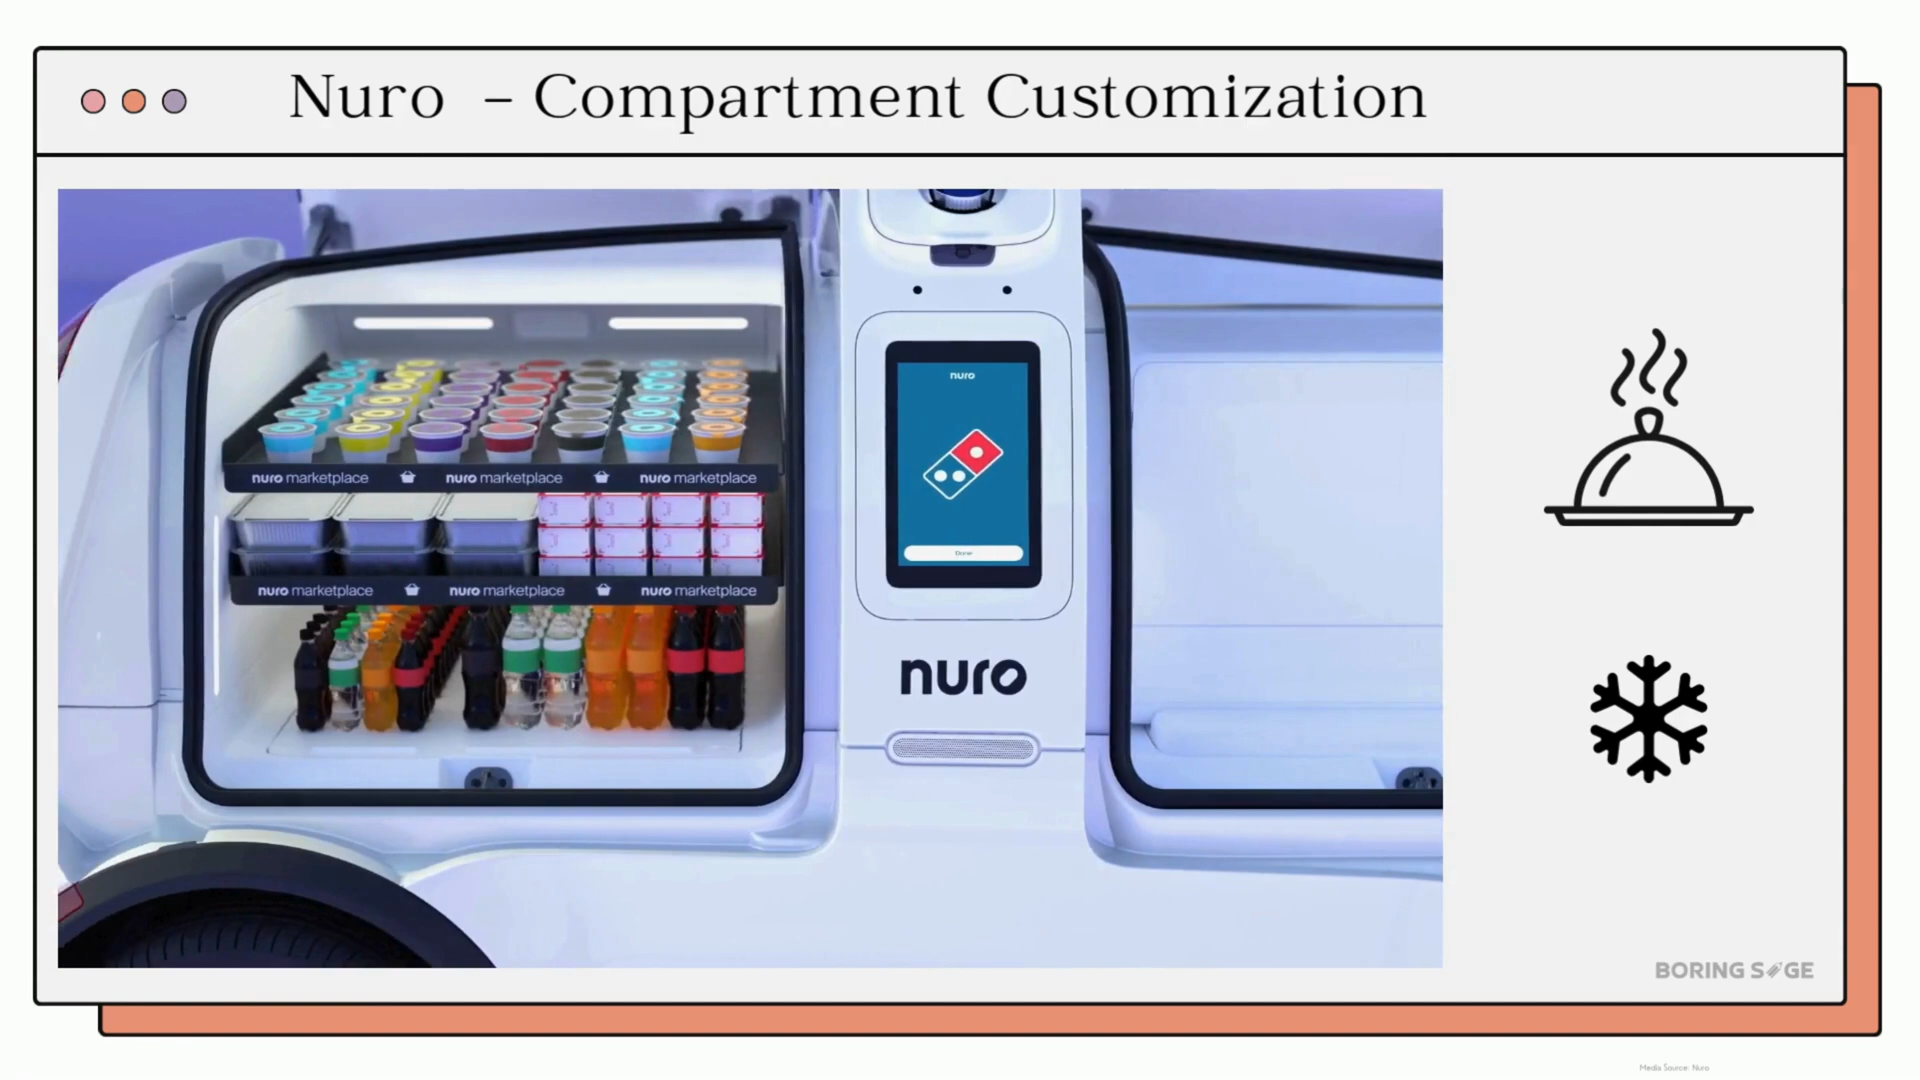 Nuro – Compartment Customization
nuro
nuro marketplace nuro marketplace nuro marketplace
nuro marketplace nuro marketplace nuro marketplace
Done
nuro
BORING SAGE
Media Source: Nuro